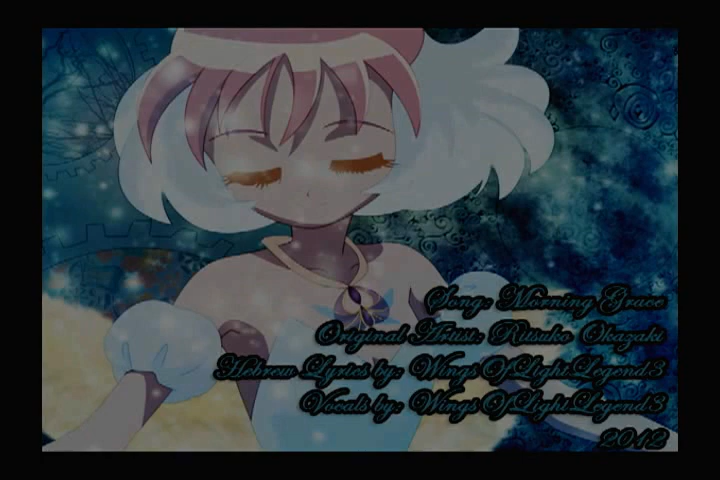 Song: Morning Grace
Original Artist: Ritsuko Okazaki
Hebrew Lyrics by: WingsOfLightLegend3
Vocals by: WingsOfLightLegend3
2012